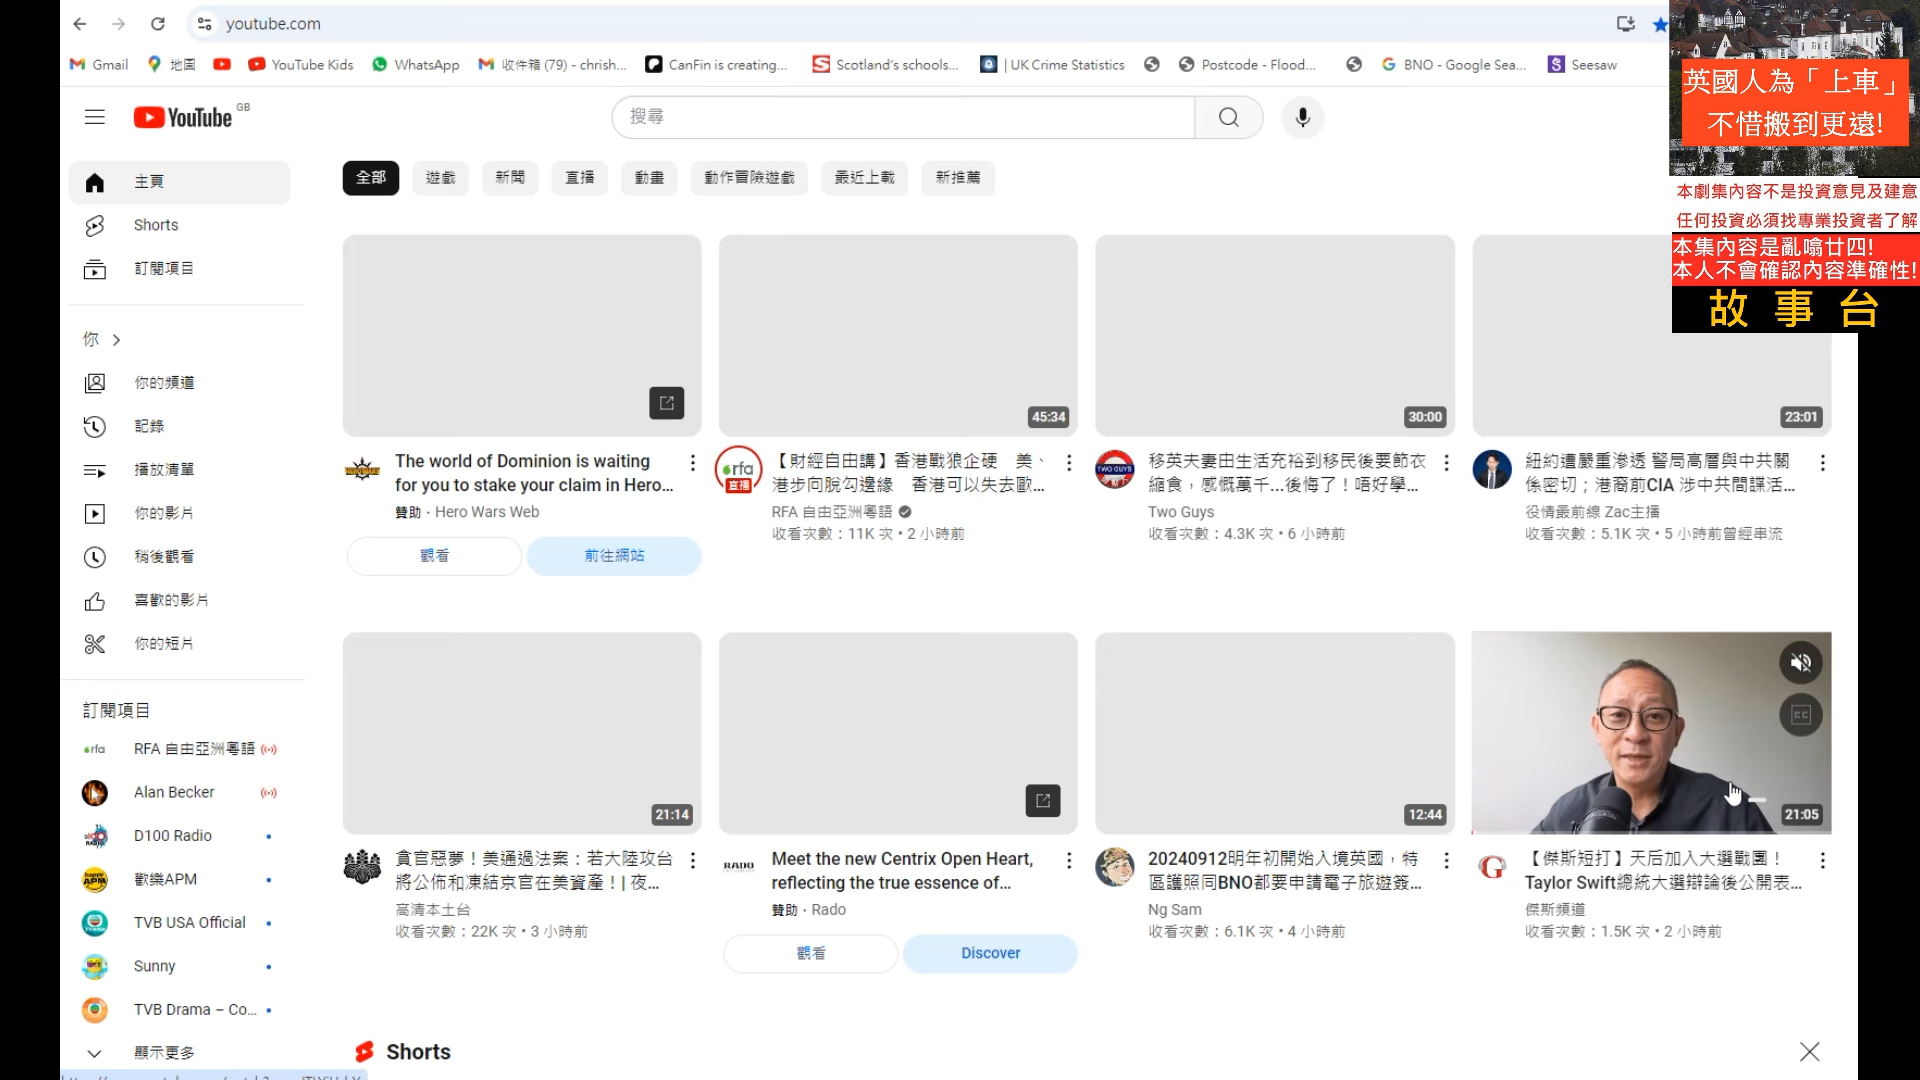 youtube.com
Gmail
地圖
YouTube Kids
WhatsApp
收件箱 (79) - chrish...
CanFin is creating...
Scotland's schools...
| UK Crime Statistics
Postcode - Flood...
BNO - Google Sea...
Seesaw
英國人為「上車」
不惜搬到更遠!
本劇集內容不是投資意見及建意
任何投資必須找專業投資者了解
本集內容是亂噏廿四!
本人不會確認內容準確性!
故事台
YouTube GB
搜尋
主頁
Shorts
訂閱項目
你
你的頻道
記錄
播放清單
你的影片
稍後觀看
喜歡的影片
你的短片
訂閱項目
RFA 自由亞洲粵語
Alan Becker
D100 Radio
歡樂APM
TVB USA Official
Sunny
TVB Drama – Co...
顯示更多
全部
遊戲
新聞
直播
動畫
動作冒險遊戲
最近上載
新推薦
45:34
30:00
23:01
The world of Dominion is waiting
for you to stake your claim in Hero...
贊助 · Hero Wars Web
觀看
前往網站
rfa
直播
【財經自由講】香港戰狼企硬 美、
港步向脫勾邊緣 香港可以失去歐...
RFA 自由亞洲粵語
收看次數：11K 次 • 2 小時前
TWO GUYS
移英夫妻由生活充裕到移民後要節衣
縮食，感慨萬千...後悔了！唔好學...
Two Guys
收看次數：4.3K 次 • 6 小時前
紐約遭嚴重滲透 警局高層與中共關
係密切；港裔前CIA 涉中共間諜活...
役情最前線 Zac主播
收看次數：5.1K 次 • 5 小時前曾經串流
21:14
12:44
21:05
貪官惡夢！美通過法案：若大陸攻台
將公佈和凍結京官在美資產！| 夜...
高清本土台
收看次數：22K 次 • 3 小時前
RADO
Meet the new Centrix Open Heart,
reflecting the true essence of...
贊助 · Rado
觀看
Discover
20240912明年初開始入境英國，特
區護照同BNO都要申請電子旅遊簽...
Ng Sam
收看次數：6.1K 次 • 4 小時前
【傑斯短打】天后加入大選戰團！
Taylor Swift總統大選辯論後公開表...
傑斯頻道
收看次數：1.5K 次 • 2 小時前
Shorts